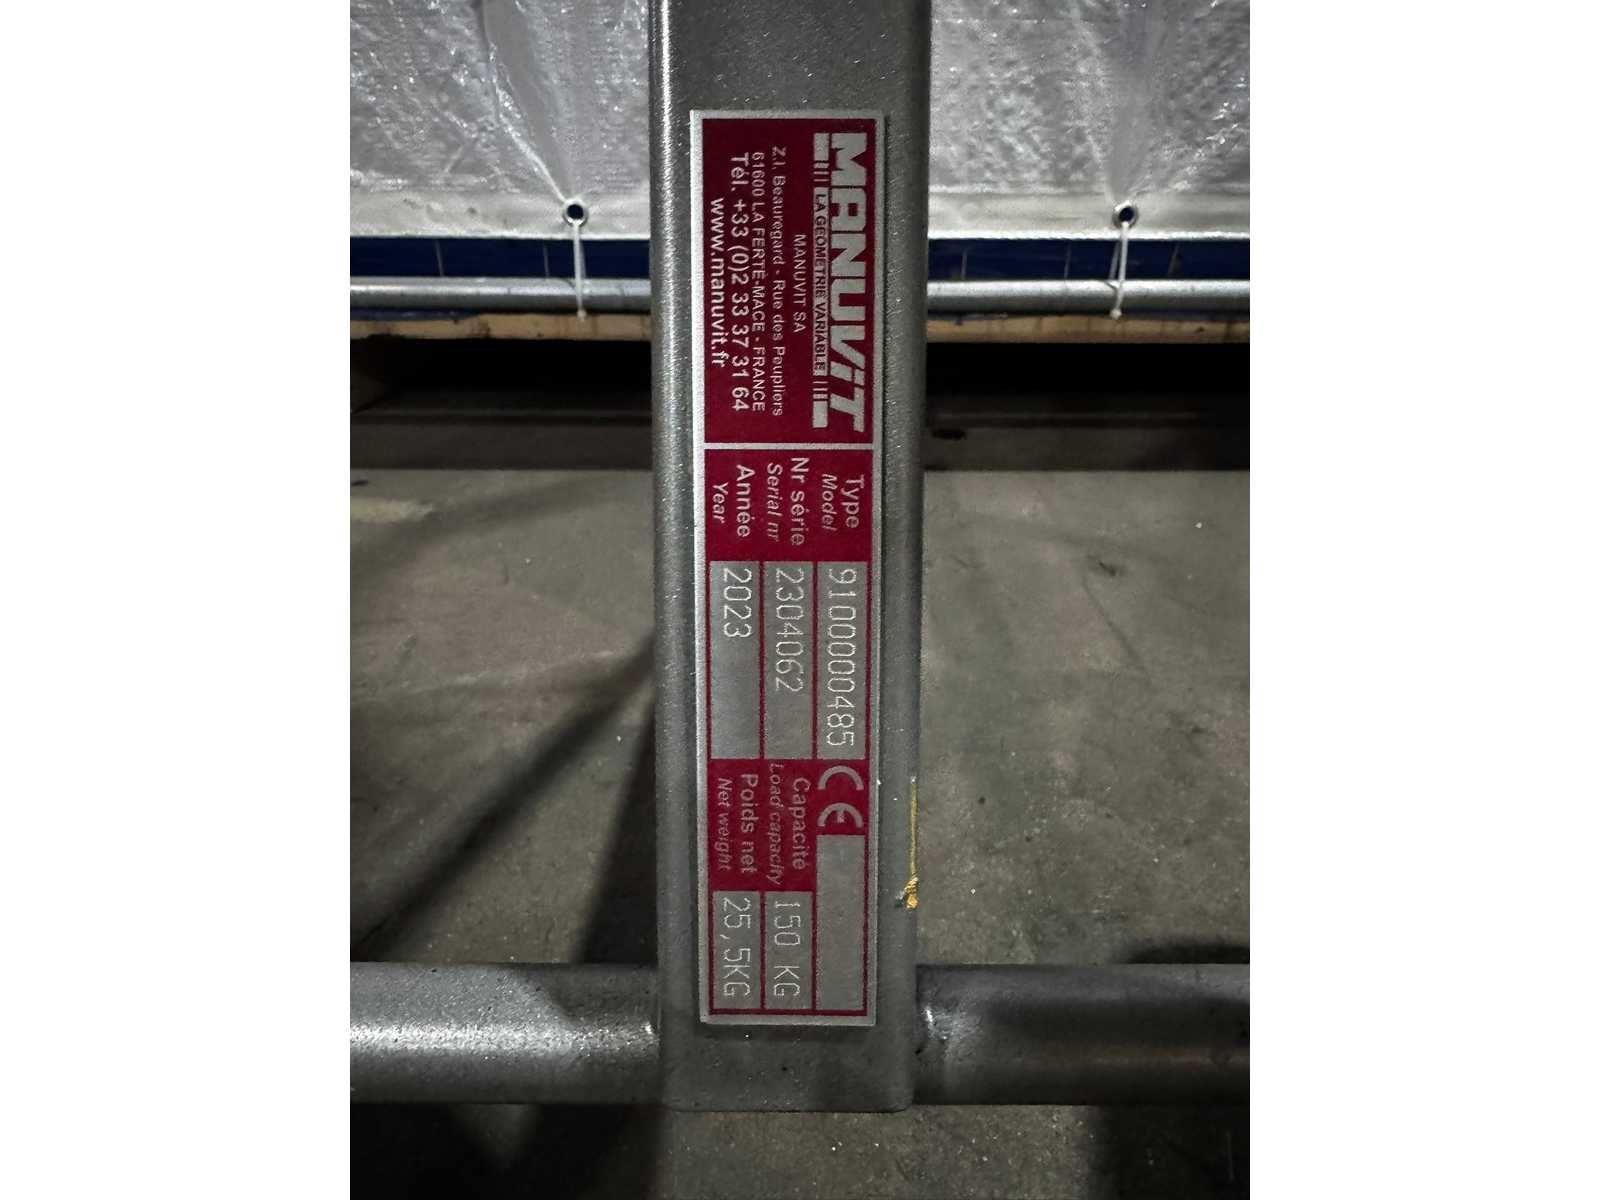 MANUVIT
LA GEOMETRIE VARIABLE
MANUVIT SA
Z.I. Beauregard - Rue des Peupliers
61600 LA FERTÉ-MACE - FRANCE
Tél. +33 (0)2 33 37 31 64
www.manuvit.fr
Type
Model
9100000485
CE
Nr série
Serial nr
2304062
Capacité
Load capacity
150 KG
Année
Year
2023
Poids net
Net weight
25,5KG